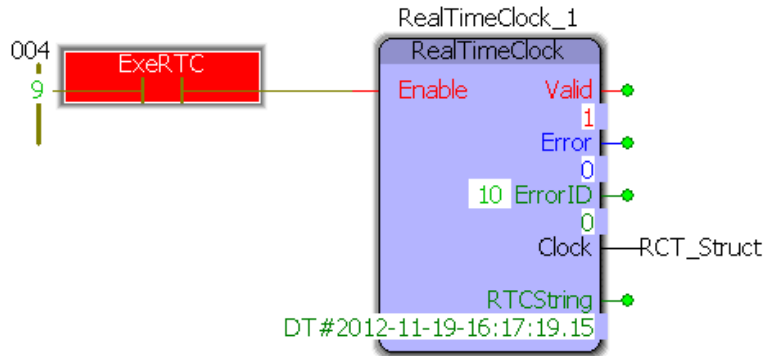 RealTimeClock_1
004
ExeRTC
RealTimeClock
9
Enable
Valid
1
Error
0
10
ErrorID
0
Clock
RCT_Struct
RTCString
DT#2012-11-19-16:17:19.15